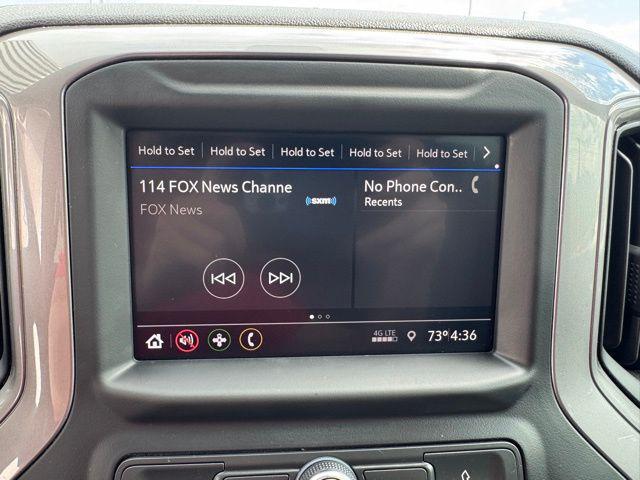 Hold to Set Hold to Set Hold to Set Hold to Set Hold to Set
114 FOX News Channe
((sxm))
FOX News
No Phone Con..
Recents
4G LTE 73° 4:36